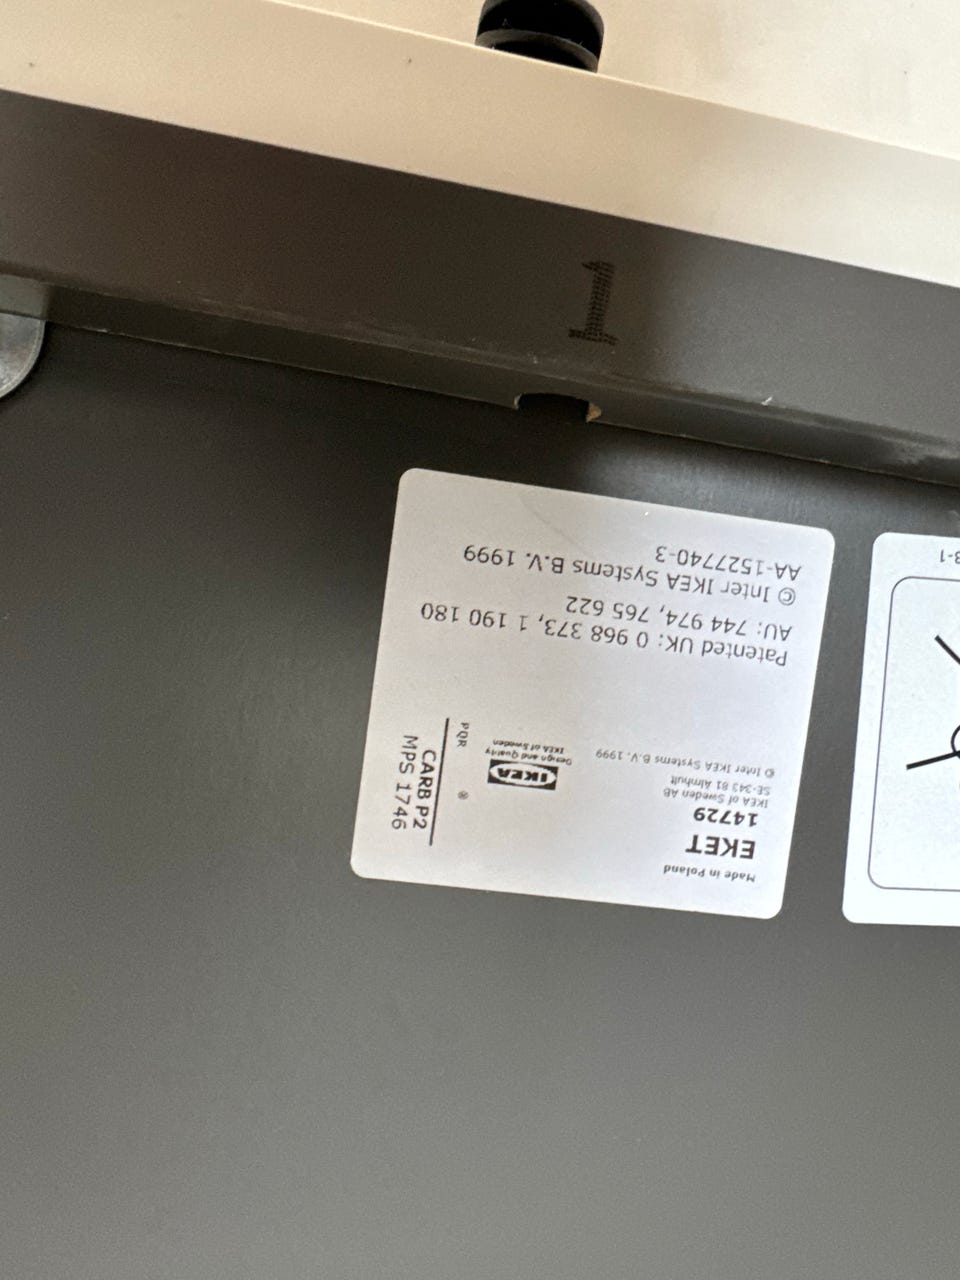 1
Made in Poland
EKET
14729
IKEA of Sweden AB
SE-343 81 Älmhult
© Inter IKEA Systems B.V. 1999
IKEA
®
Design and Quality
IKEA of Sweden
PQR
CARB P2
MPS 1746
Patented UK: 0 968 373, 1 190 180
AU: 744 974, 765 622
© Inter IKEA Systems B.V. 1999
AA-1527740-3